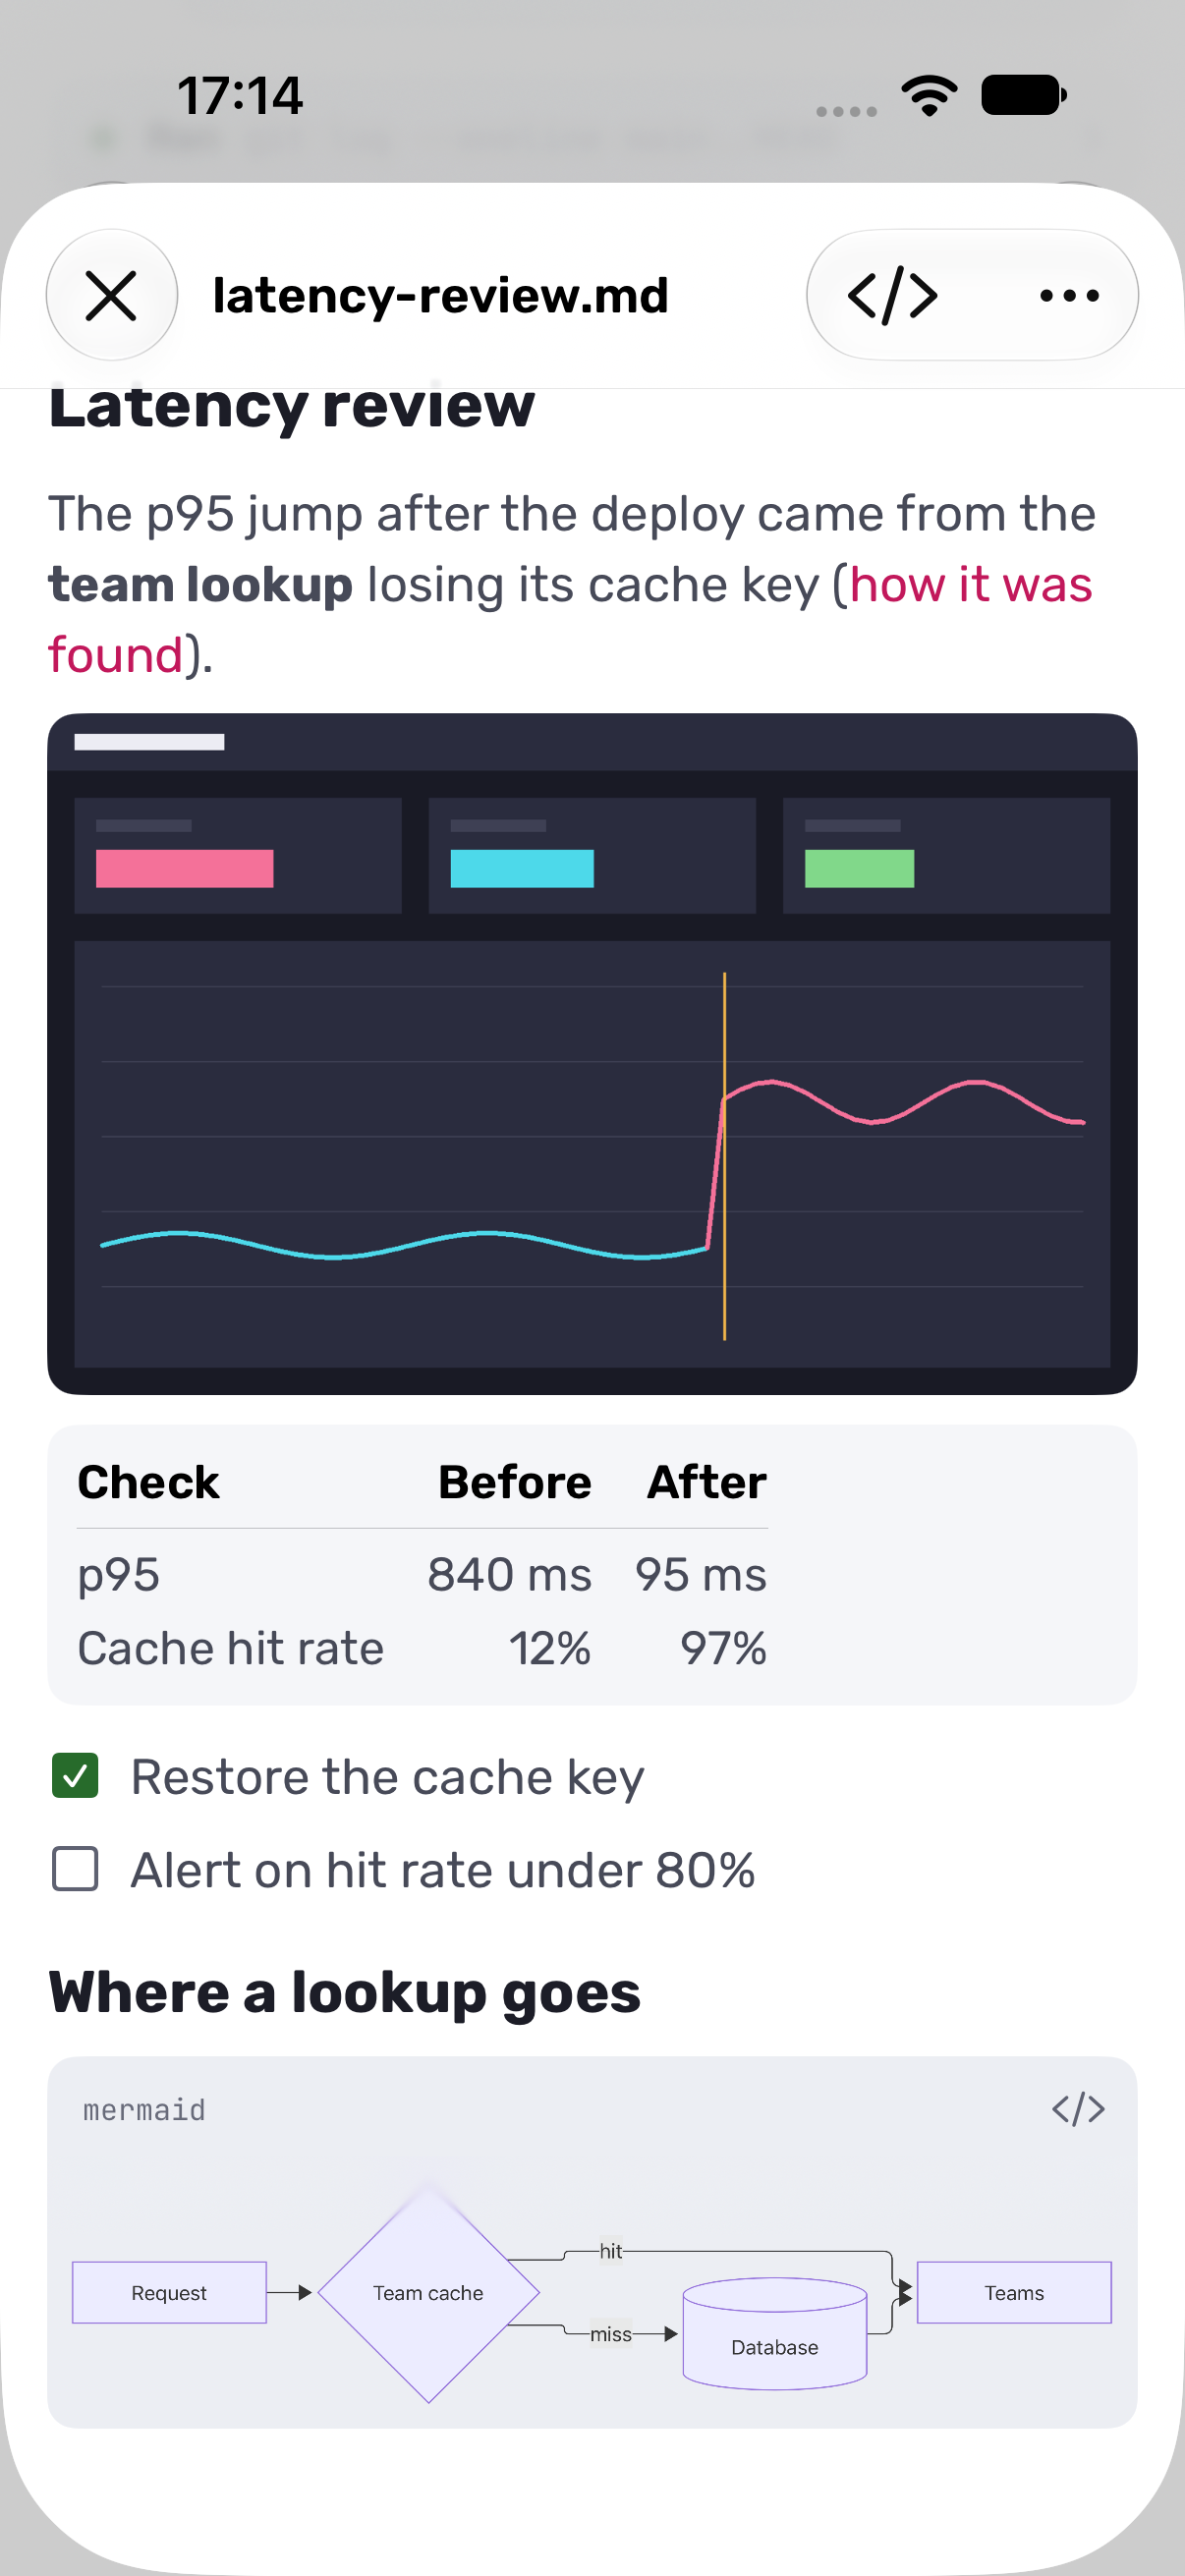 17:14
latency-review.md
Latency review
The p95 jump after the deploy came from the
team lookup losing its cache key (how it was
found).
Check Before After
p95 840 ms 95 ms
Cache hit rate 12% 97%
Restore the cache key
Alert on hit rate under 80%
Where a lookup goes
mermaid
</>
hit
Request Team cache Teams
miss Database